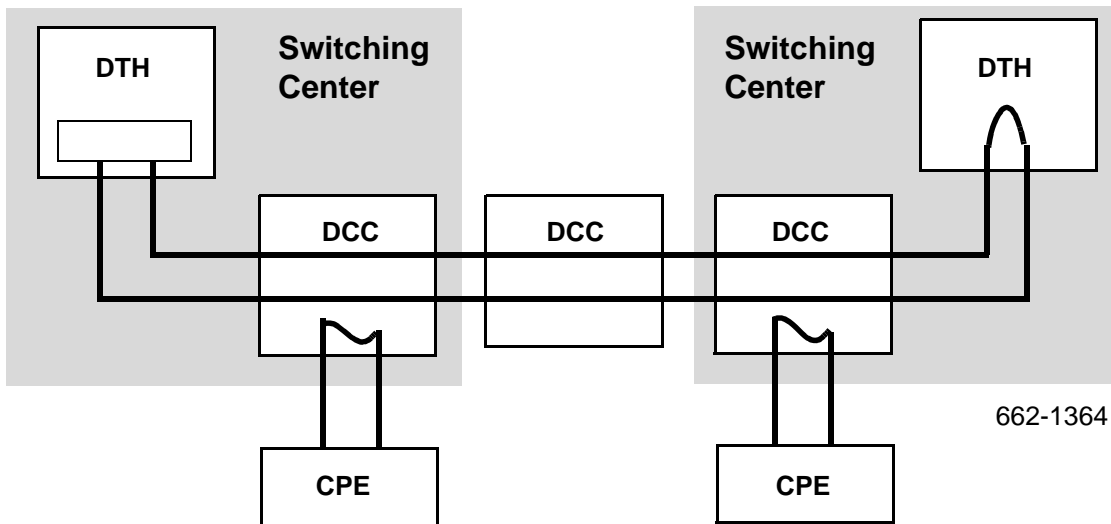 DTH
Switching
Center
Switching
Center
DTH
DCC
DCC
DCC
662-1364
CPE
CPE